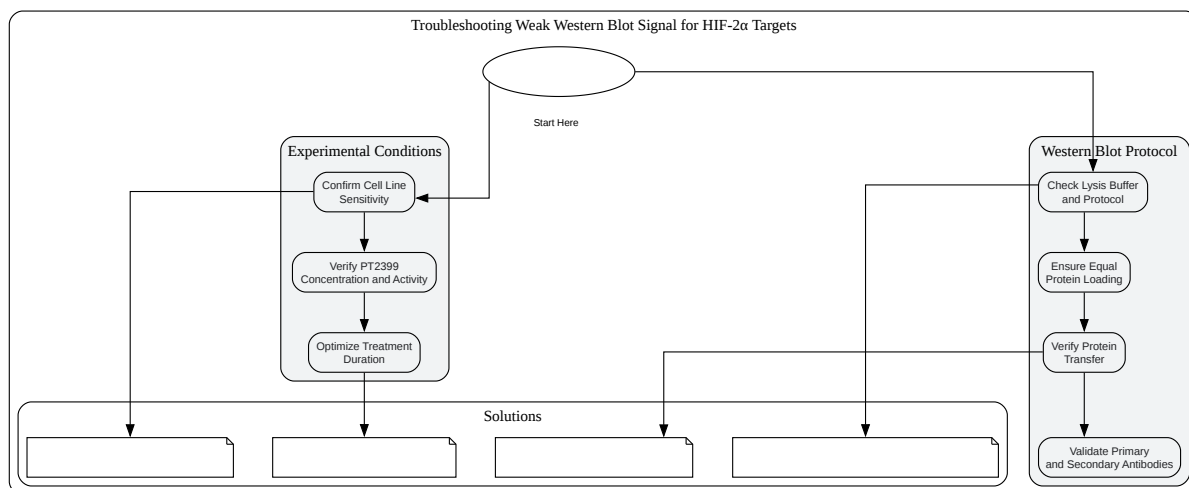 Troubleshooting Weak Western Blot Signal for HIF-2α Targets
Start Here
Experimental Conditions
Confirm Cell Line
Sensitivity
Verify PT2399
Concentration and Activity
Optimize Treatment
Duration
Western Blot Protocol
Check Lysis Buffer
and Protocol
Ensure Equal
Protein Loading
Verify Protein
Transfer
Validate Primary
and Secondary Antibodies
Solutions